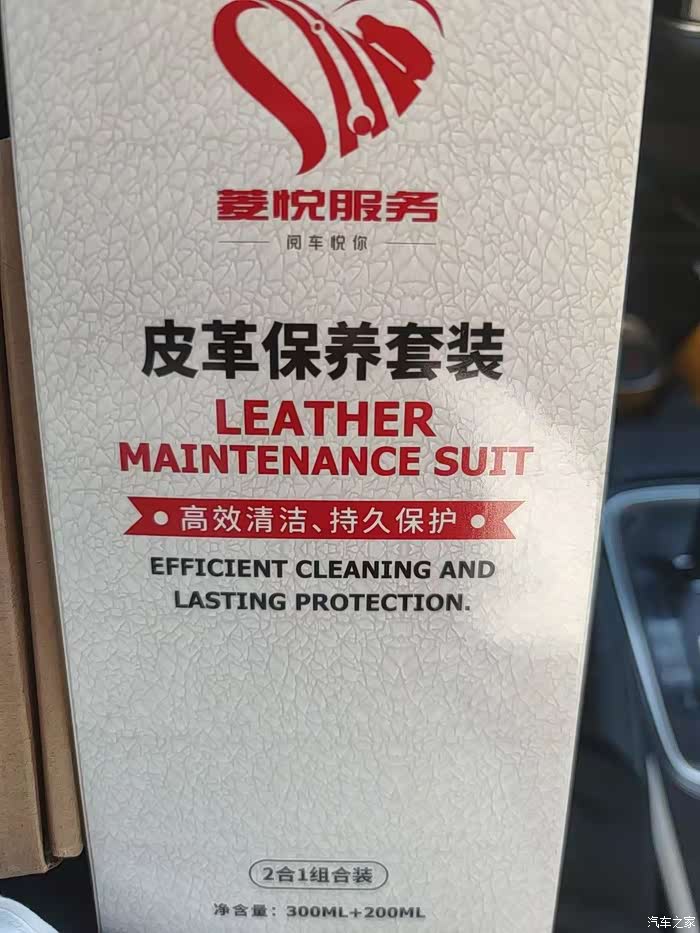 菱悦服务
阅车悦你
皮革保养套装
LEATHER
MAINTENANCE SUIT
高效清洁、持久保护
EFFICIENT CLEANING AND
LASTING PROTECTION.
2合1组合装
净含量：300ML+200ML
汽车之家